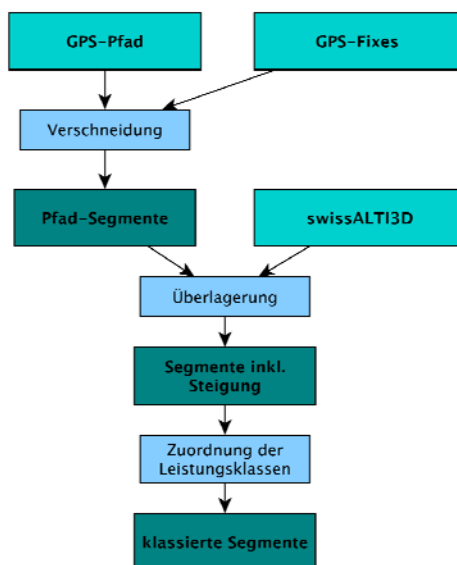 GPS-Pfad
GPS-Fixes
Verschneidung
Pfad-Segmente
swissALTI3D
Überlagerung
Segmente inkl.
Steigung
Zuordnung der
Leistungsklassen
klassierte Segmente